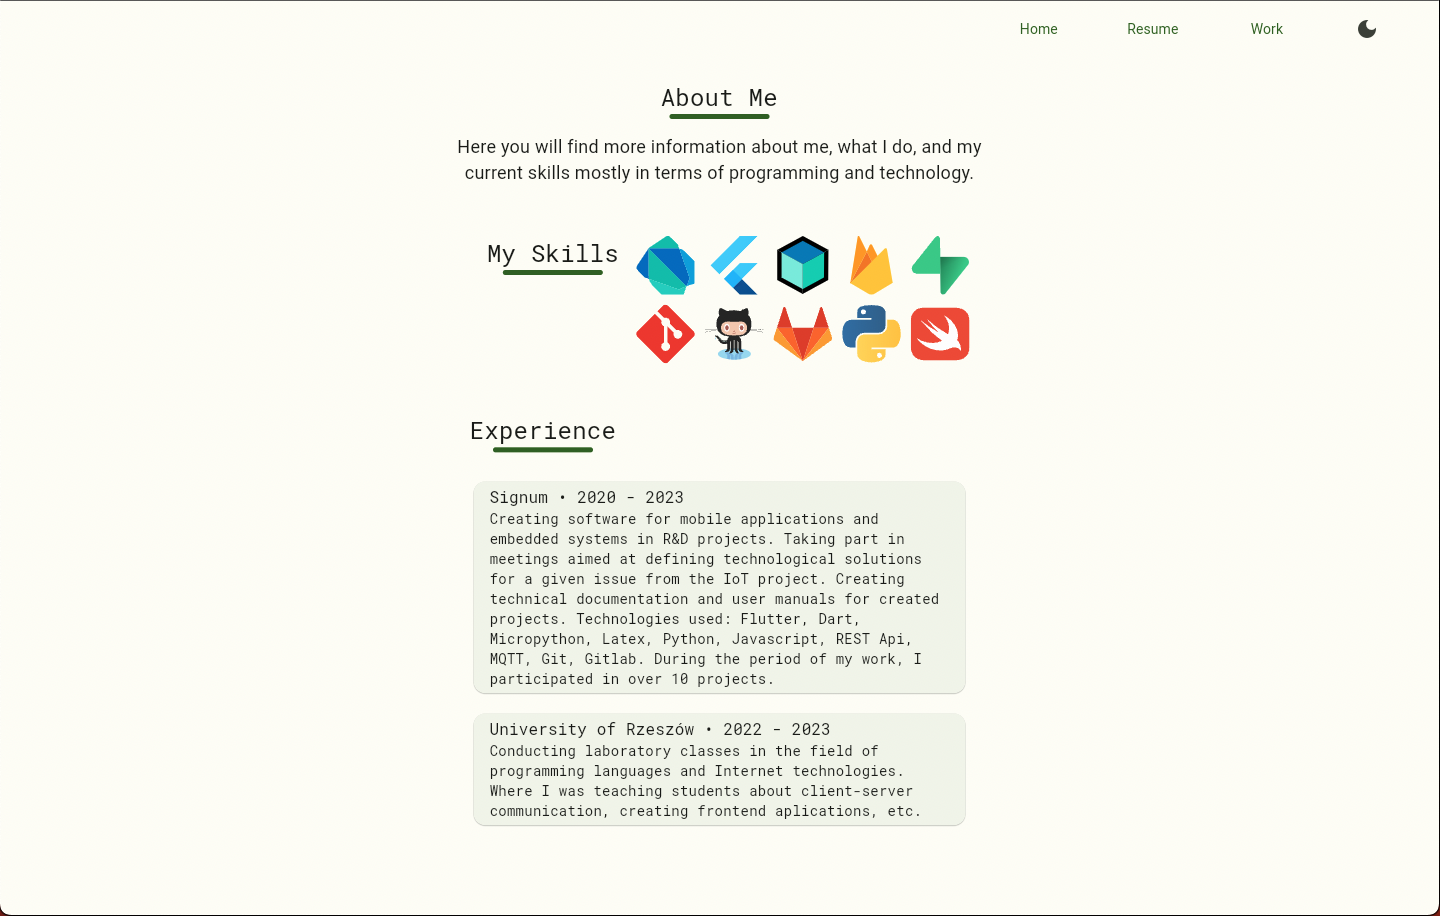 Home Resume Work
About Me
Here you will find more information about me, what I do, and my
current skills mostly in terms of programming and technology.
My Skills
Experience
Signum • 2020 - 2023
Creating software for mobile applications and
embedded systems in R&D projects. Taking part in
meetings aimed at defining technological solutions
for a given issue from the IoT project. Creating
technical documentation and user manuals for created
projects. Technologies used: Flutter, Dart,
Micropython, Latex, Python, Javascript, REST Api,
MQTT, Git, Gitlab. During the period of my work, I
participated in over 10 projects.
University of Rzeszów • 2022 - 2023
Conducting laboratory classes in the field of
programming languages and Internet technologies.
Where I was teaching students about client-server
communication, creating frontend aplications, etc.